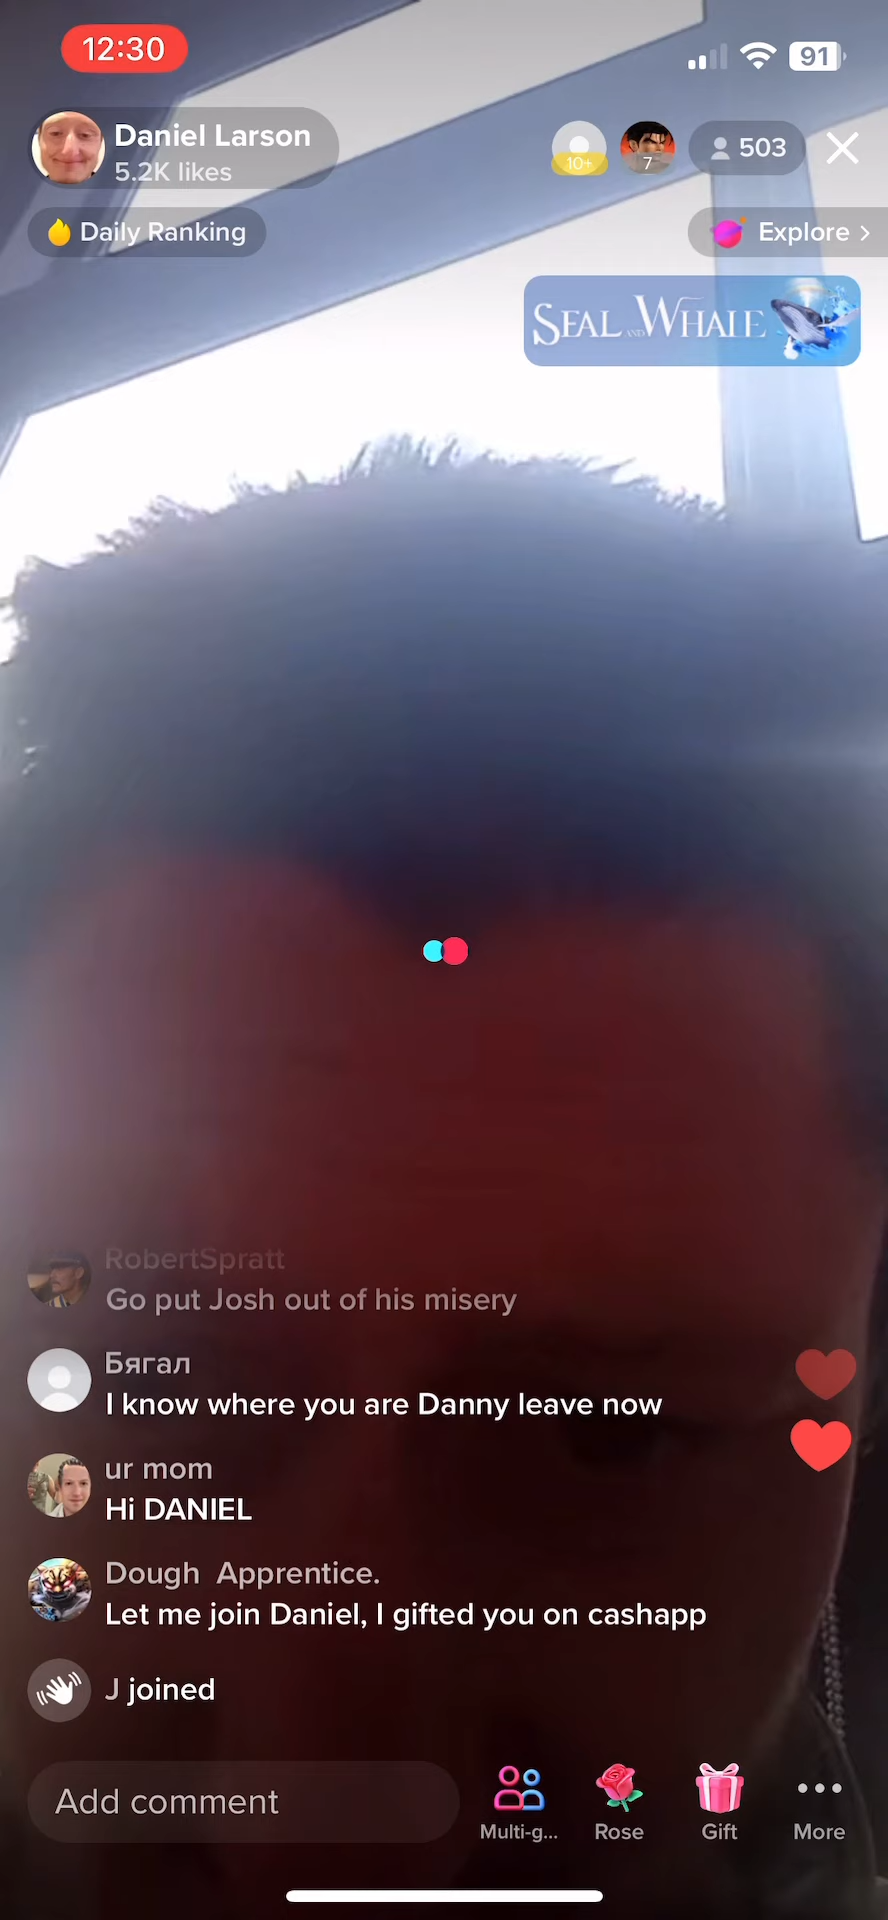 12:30
91
Daniel Larson
5.2K likes
10+
7
503
Daily Ranking
Explore >
SEAL AND WHALE
RobertSpratt
Go put Josh out of his misery
Бягал
I know where you are Danny leave now
ur mom
Hi DANIEL
Dough Apprentice.
Let me join Daniel, I gifted you on cashapp
J joined
Add comment
Multi-g...
Rose
Gift
More